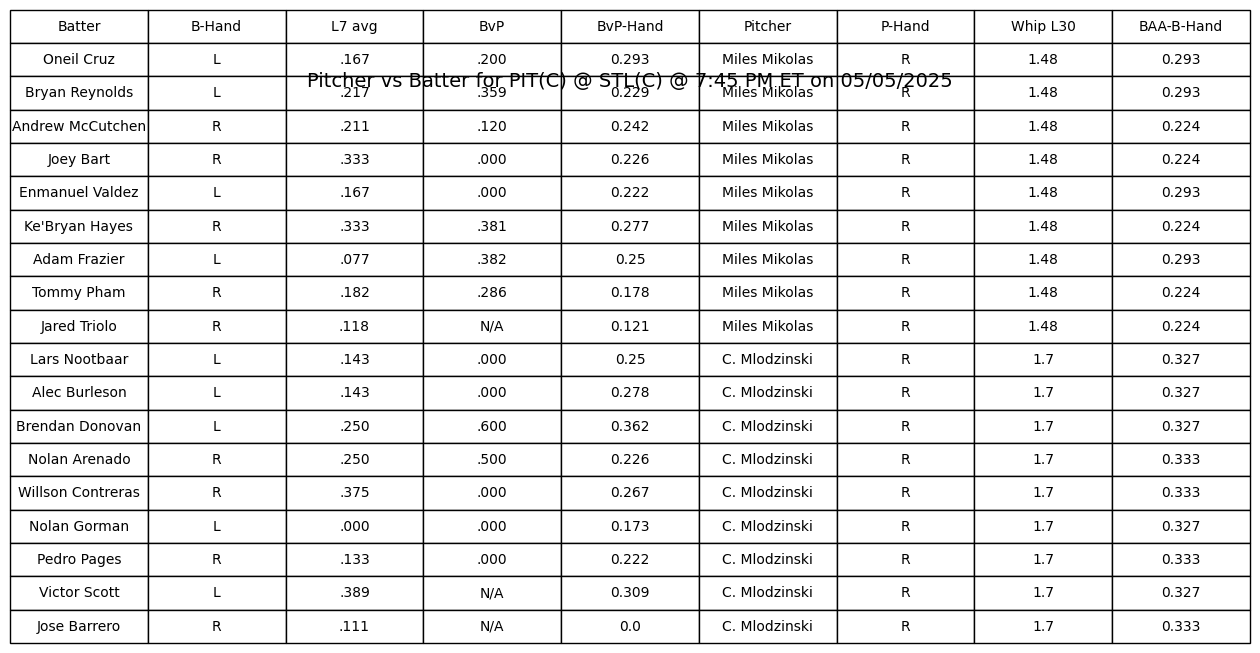 Batter B-Hand L7 avg BvP BvP-Hand Pitcher P-Hand Whip L30 BAA-B-Hand
Oneil Cruz L .167 .200 0.293 Miles Mikolas R 1.48 0.293
Pitcher vs Batter for PIT(C) @ STL(C) @ 7:45 PM ET on 05/05/2025
Bryan Reynolds L .217 .359 0.229 Miles Mikolas R 1.48 0.293
Andrew McCutchen R .211 .120 0.242 Miles Mikolas R 1.48 0.224
Joey Bart R .333 .000 0.226 Miles Mikolas R 1.48 0.224
Enmanuel Valdez L .167 .000 0.222 Miles Mikolas R 1.48 0.293
Ke'Bryan Hayes R .333 .381 0.277 Miles Mikolas R 1.48 0.224
Adam Frazier L .077 .382 0.25 Miles Mikolas R 1.48 0.293
Tommy Pham R .182 .286 0.178 Miles Mikolas R 1.48 0.224
Jared Triolo R .118 N/A 0.121 Miles Mikolas R 1.48 0.224
Lars Nootbaar L .143 .000 0.25 C. Mlodzinski R 1.7 0.327
Alec Burleson L .143 .000 0.278 C. Mlodzinski R 1.7 0.327
Brendan Donovan L .250 .600 0.362 C. Mlodzinski R 1.7 0.327
Nolan Arenado R .250 .500 0.226 C. Mlodzinski R 1.7 0.333
Willson Contreras R .375 .000 0.267 C. Mlodzinski R 1.7 0.333
Nolan Gorman L .000 .000 0.173 C. Mlodzinski R 1.7 0.327
Pedro Pages R .133 .000 0.222 C. Mlodzinski R 1.7 0.333
Victor Scott L .389 N/A 0.309 C. Mlodzinski R 1.7 0.327
Jose Barrero R .111 N/A 0.0 C. Mlodzinski R 1.7 0.333